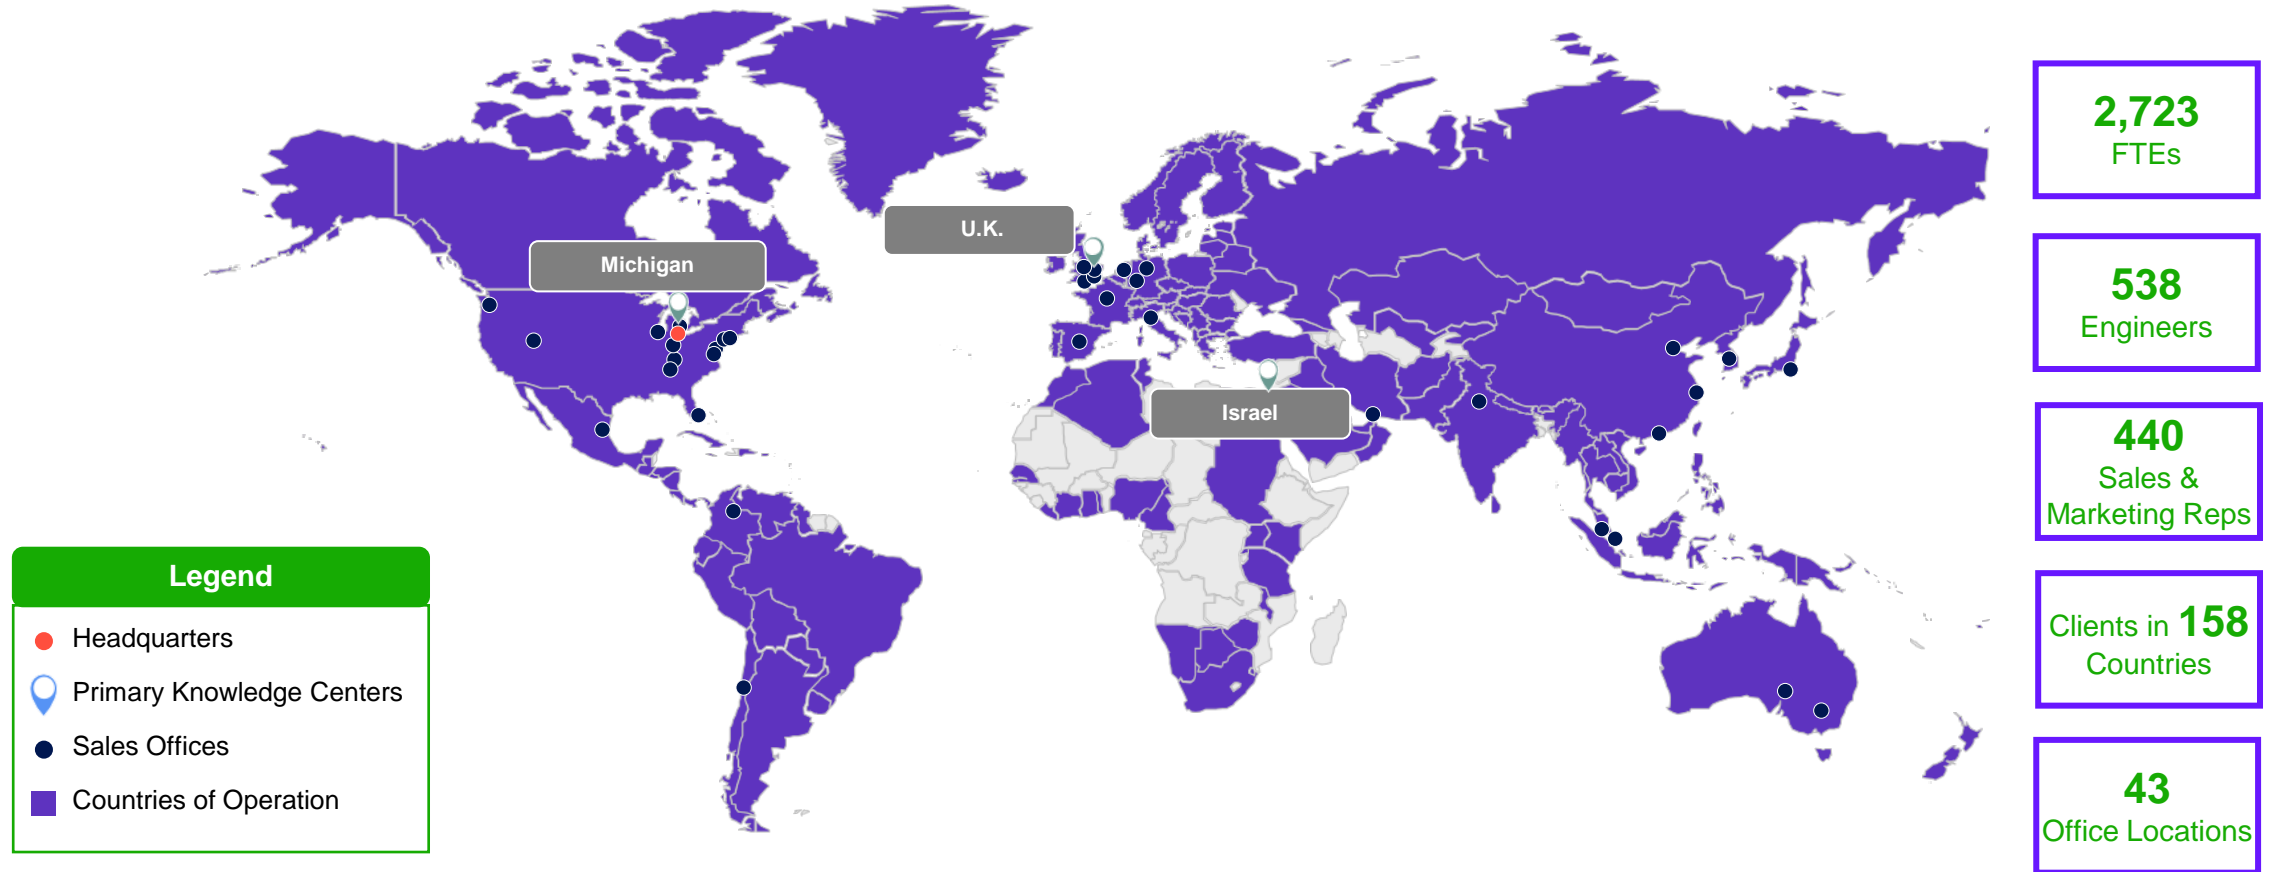 Michigan
U.K.
Israel
Legend
Headquarters
Primary Knowledge Centers
Sales Offices
Countries of Operation
2,723
FTEs
538
Engineers
440
Sales &
Marketing Reps
Clients in 158
Countries
43
Office Locations